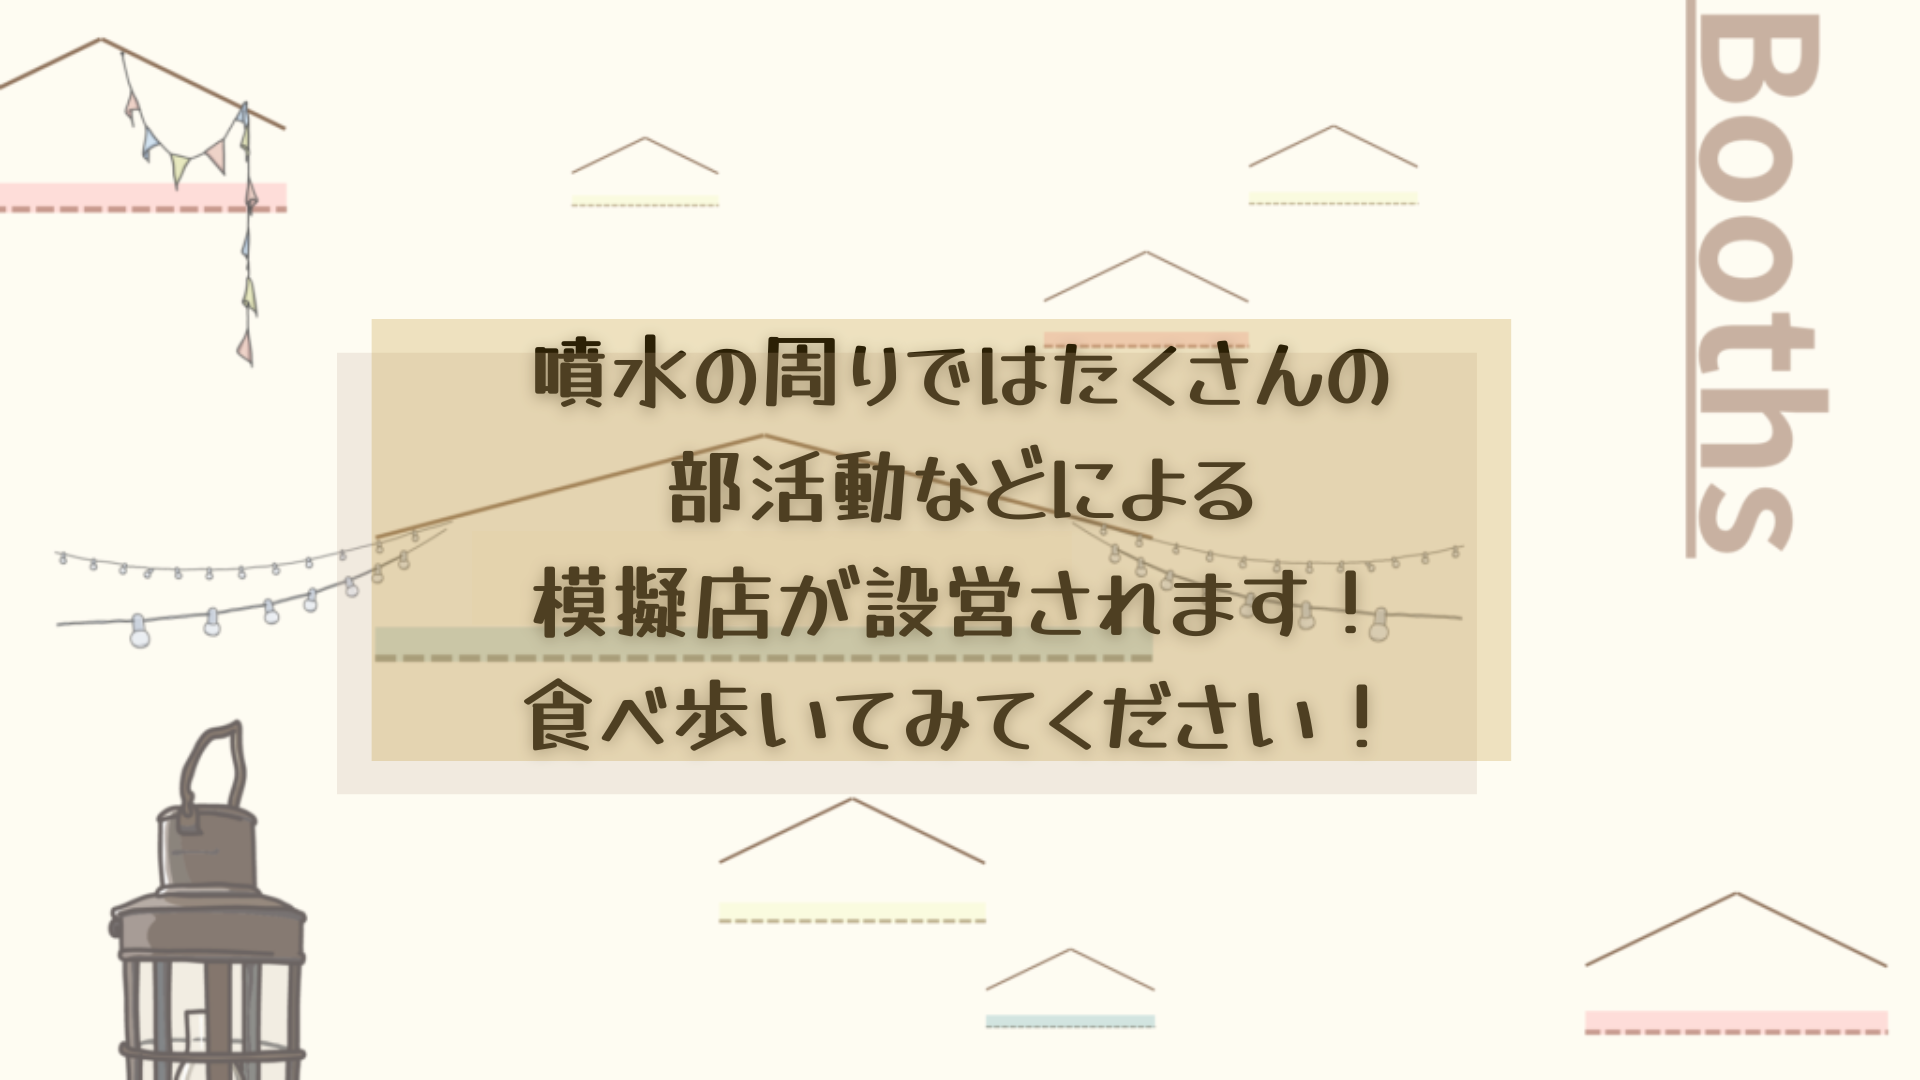 Booths
噴水の周りではたくさんの
部活動などによる
模擬店が設営されます！
食べ歩いてみてください！